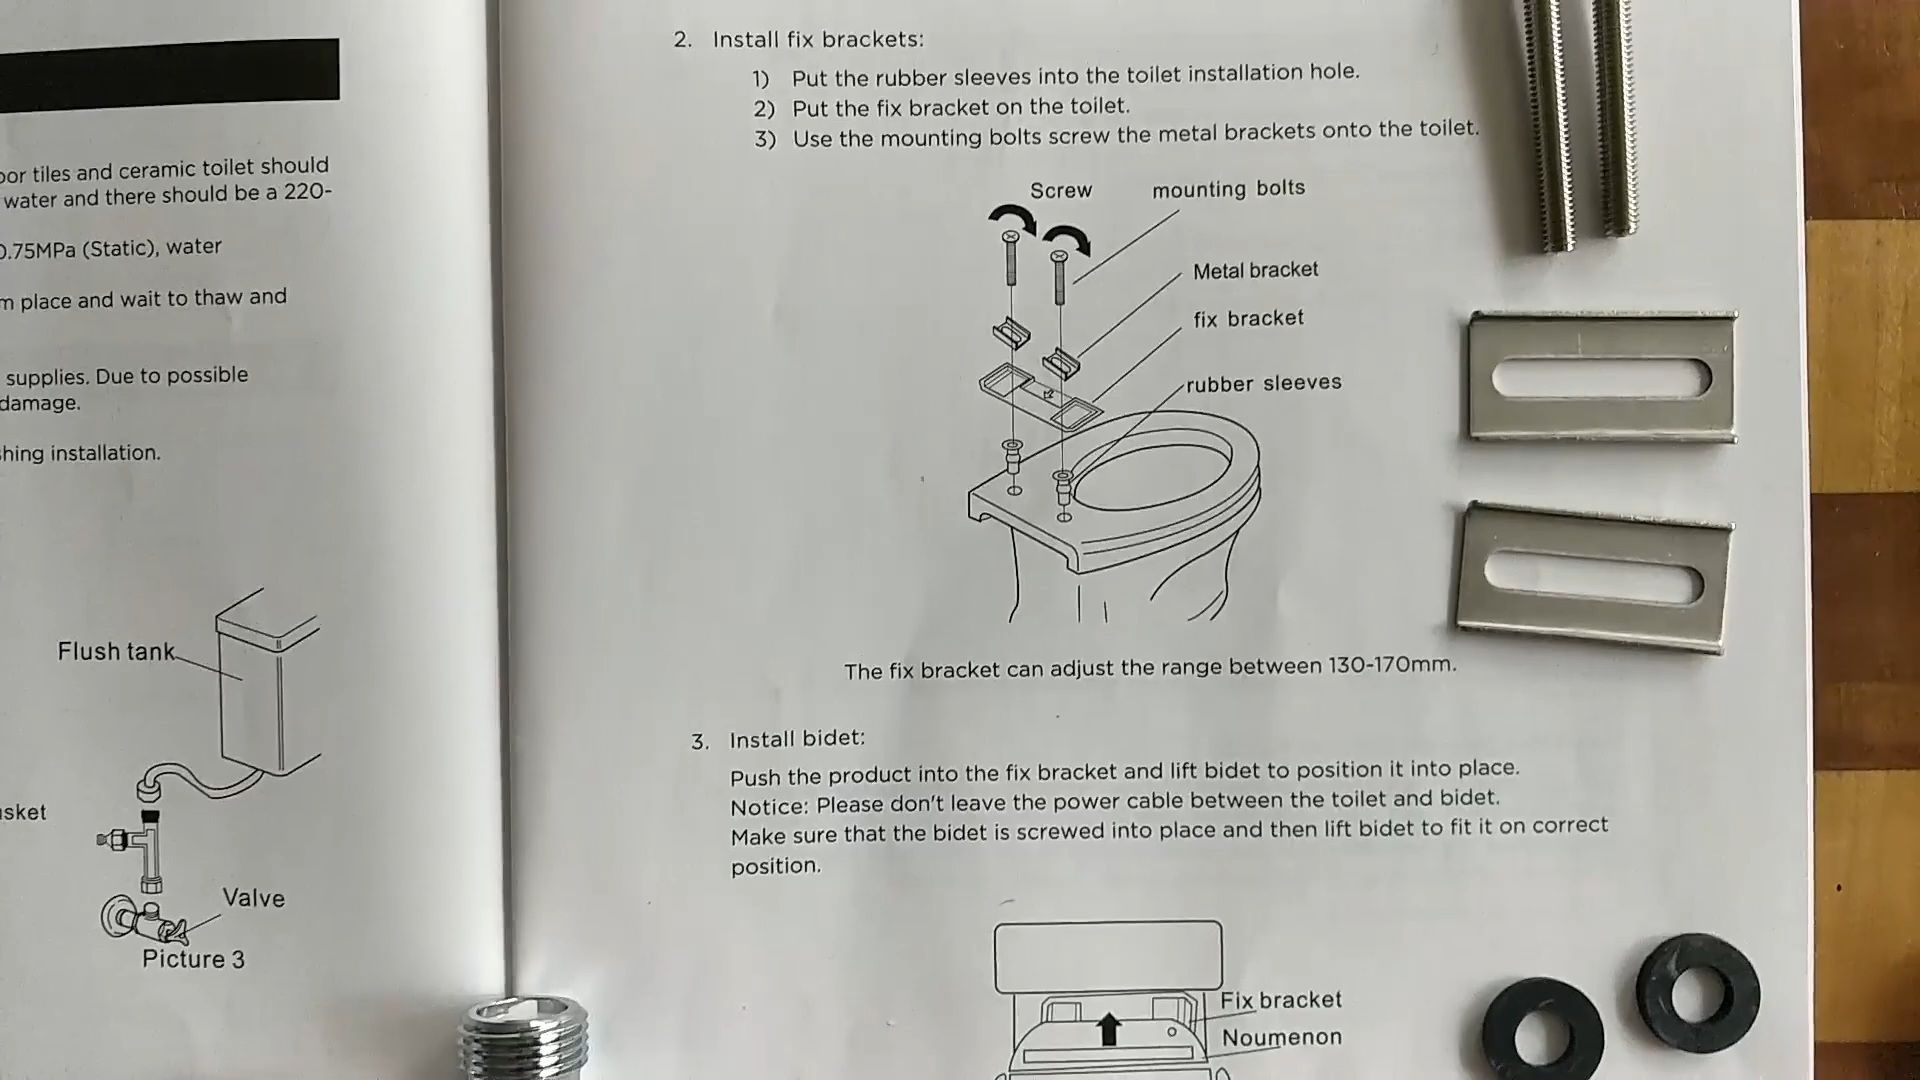 oor tiles and ceramic toilet should
water and there should be a 220-
0.75MPa (Static), water
m place and wait to thaw and
supplies. Due to possible
damage.
hing installation.
Flush tank
sket
Valve
Picture 3
2. Install fix brackets:
1) Put the rubber sleeves into the toilet installation hole.
2) Put the fix bracket on the toilet.
3) Use the mounting bolts screw the metal brackets onto the toilet.
Screw mounting bolts
Metal bracket
fix bracket
rubber sleeves
The fix bracket can adjust the range between 130-170mm.
3. Install bidet:
Push the product into the fix bracket and lift bidet to position it into place.
Notice: Please don't leave the power cable between the toilet and bidet.
Make sure that the bidet is screwed into place and then lift bidet to fit it on correct
position.
Fix bracket
Noumenon